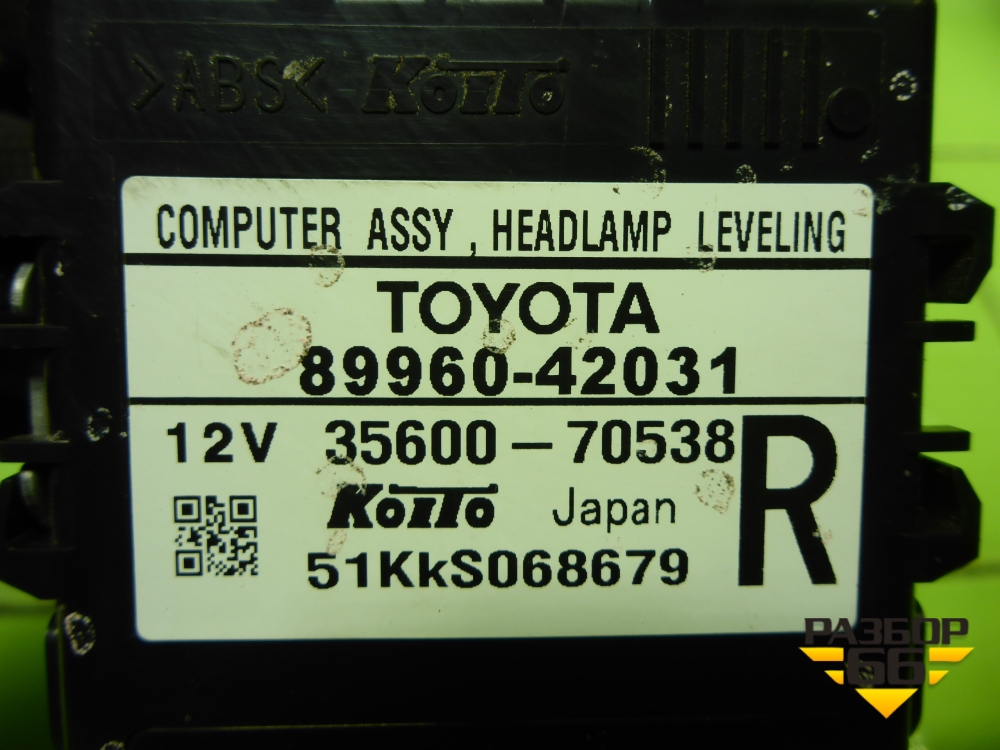 >ABS< KOITO
COMPUTER ASSY , HEADLAMP LEVELING
TOYOTA
89960-42031
12V 35600-70538 R
KOITO Japan
51KkS068679
РАЗБОР
66